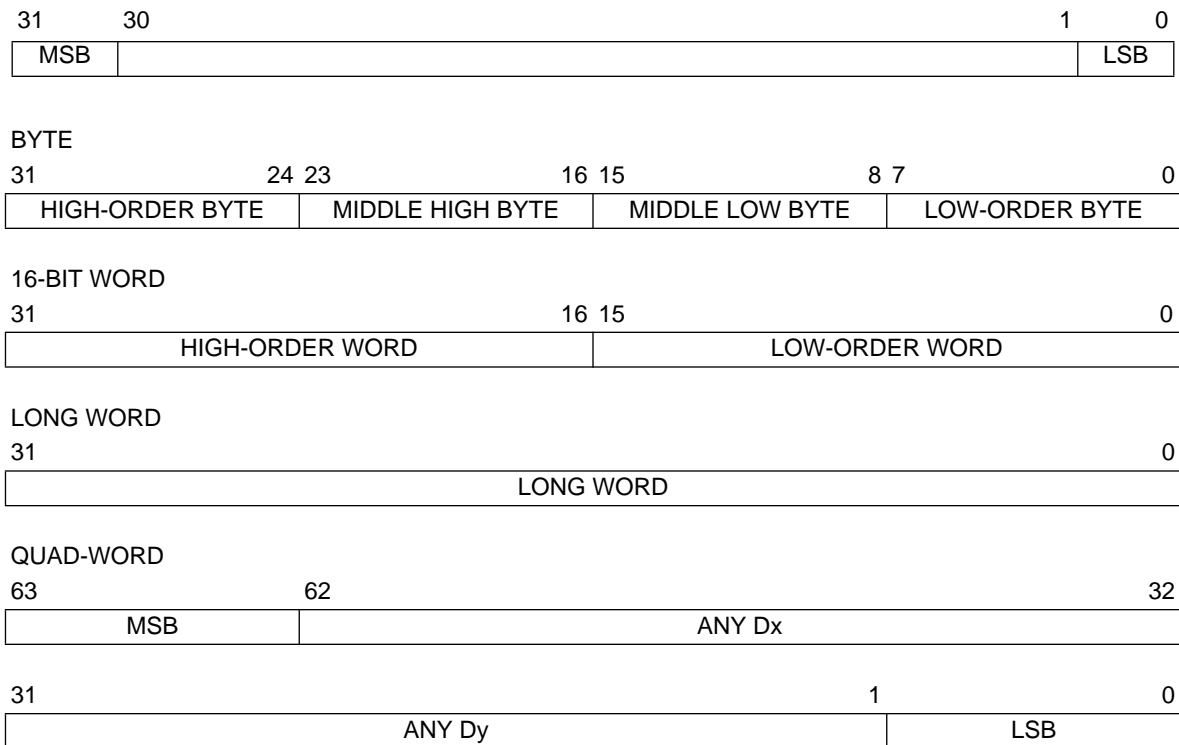 31 30 1 0
MSB LSB
BYTE
31 24 23 16 15 8 7 0
HIGH-ORDER BYTE MIDDLE HIGH BYTE MIDDLE LOW BYTE LOW-ORDER BYTE
16-BIT WORD
31 16 15 0
HIGH-ORDER WORD LOW-ORDER WORD
LONG WORD
31 0
LONG WORD
QUAD-WORD
63 62 32
MSB ANY Dx
31 1 0
ANY Dy LSB